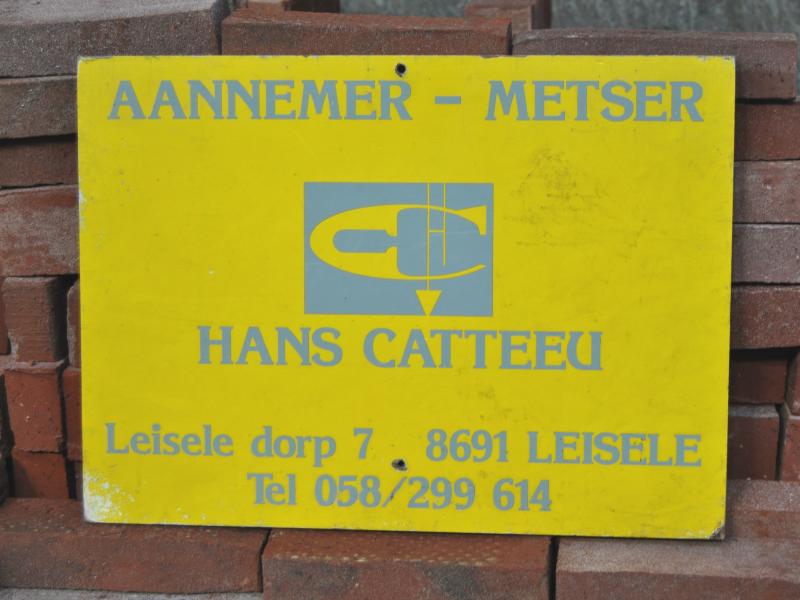 AANNEMER - METSER
HANS CATTEEU
Leisele dorp 7 8691 LEISELE
Tel 058/299 614